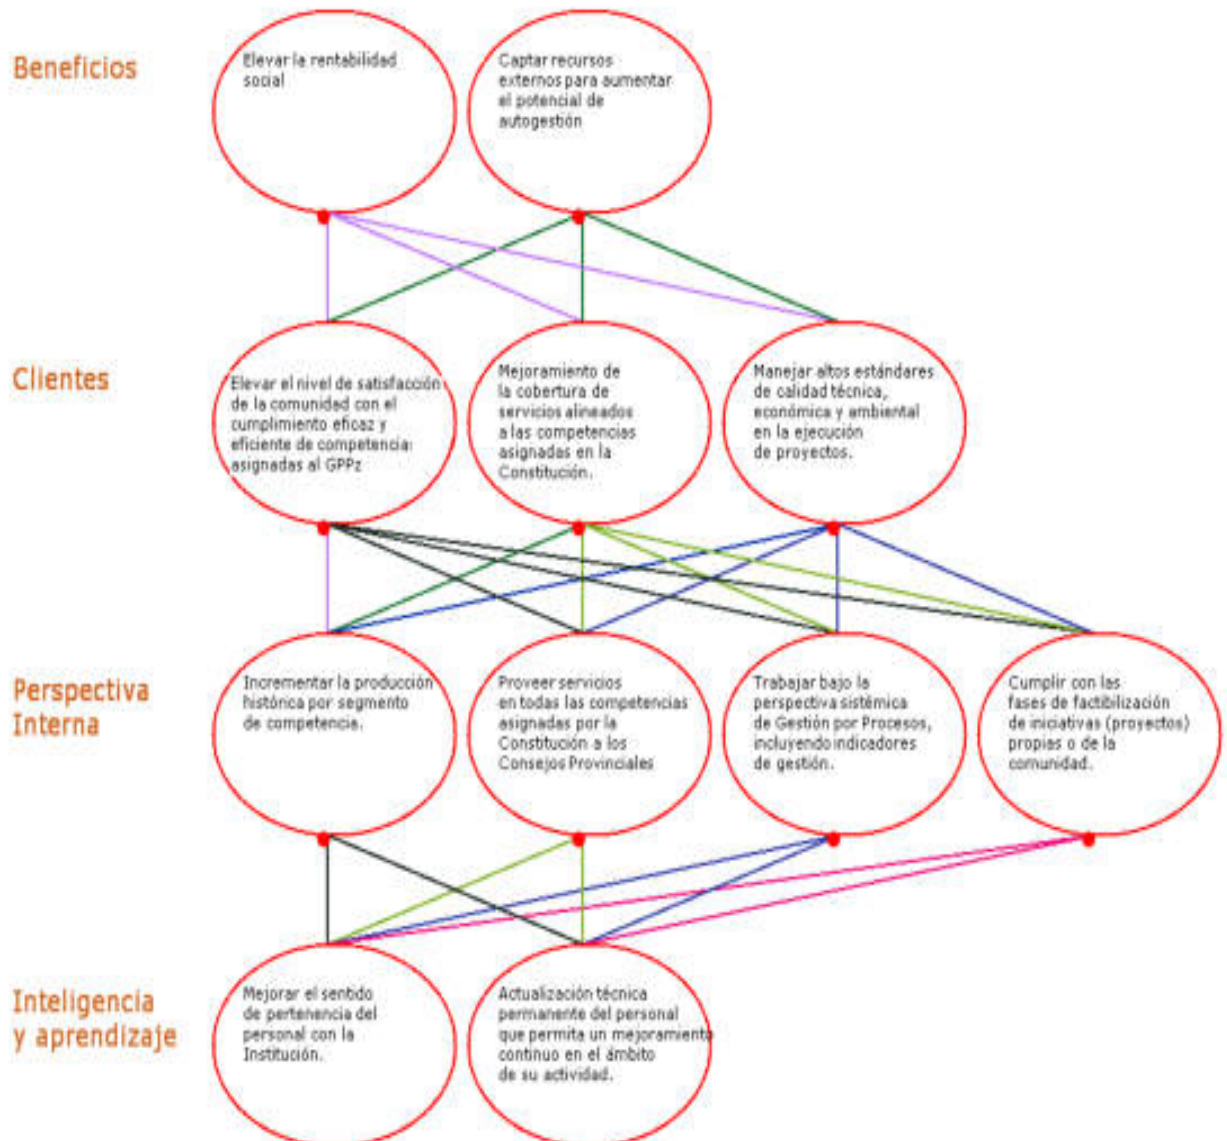 Beneficios
Elevar la rentabilidad
social
Captar recursos
externos para aumentar
el potencial de
autogestión
Clientes
Elevar el nivel de satisfacción
de la comunidad con el
cumplimiento eficaz y
eficiente de competencia:
asignadas al GPPz
Mejoramiento de
la cobertura de
servicios alineados
a las competencias
asignadas en la
Constitución.
Manejar altos estándares
de calidad técnica,
económica y ambiental
en la ejecución
de proyectos.
Perspectiva
Interna
Incrementar la producción
histórica por segmento
de competencia.
Proveer servicios
en todas las competencias
asignadas por la
Constitución a los
Consejos Provinciales
Trabajar bajo la
perspectiva sistémica
de Gestión por Procesos,
incluyendo indicadores
de gestión.
Cumplir con las
fases de factibilización
de iniciativas (proyectos)
propias o de la
comunidad.
Inteligencia
y aprendizaje
Mejorar el sentido
de pertenencia del
personal con la
Institución.
Actualización técnica
permanente del personal
que permita un mejoramiento
continuo en el ámbito
de su actividad.